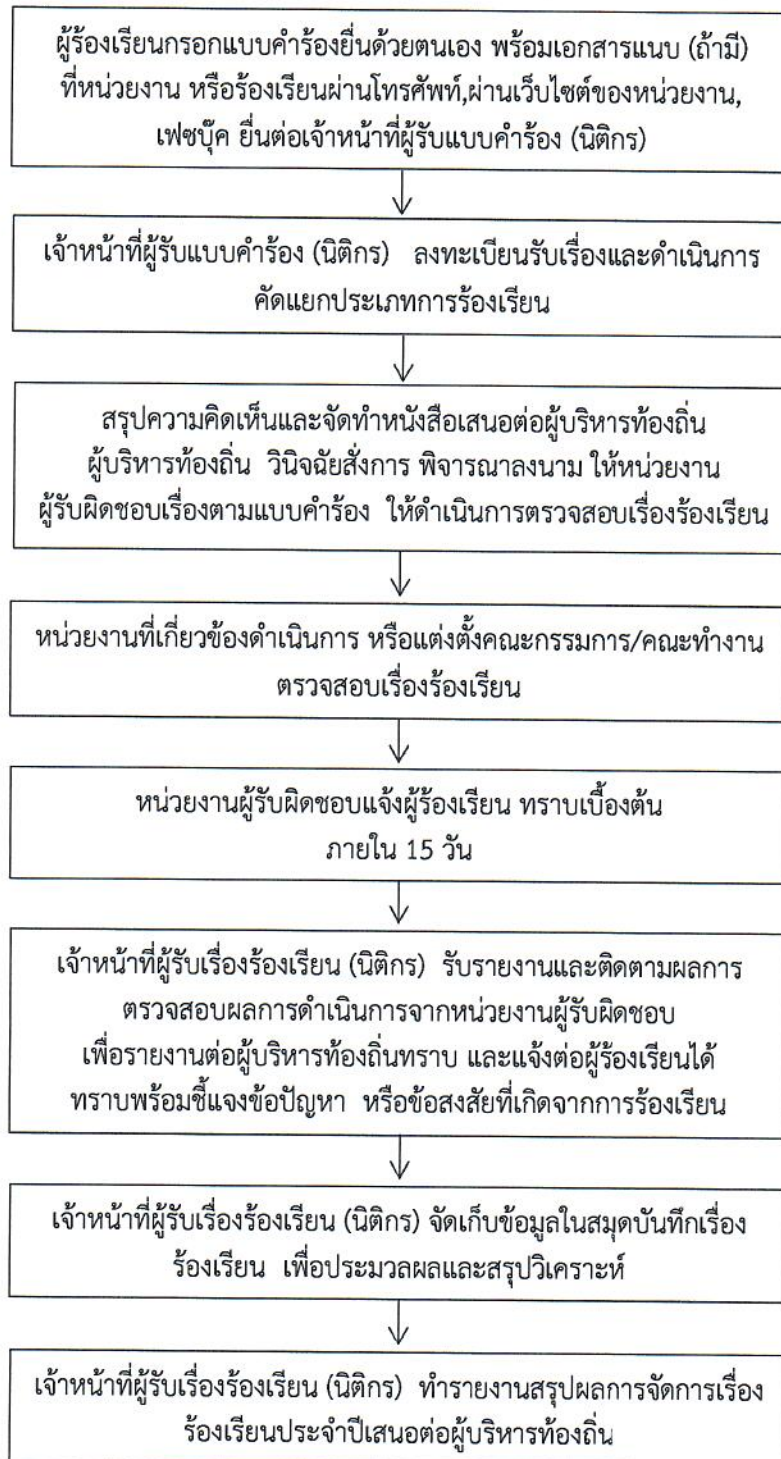 ผู้ร้องเรียนกรอกแบบคำร้องยื่นด้วยตนเอง พร้อมเอกสารแนบ (ถ้ามี)
ที่หน่วยงาน หรือร้องเรียนผ่านโทรศัพท์,ผ่านเว็บไซต์ของหน่วยงาน,
เฟซบุ๊ค ยื่นต่อเจ้าหน้าที่ผู้รับแบบคำร้อง (นิติกร)
เจ้าหน้าที่ผู้รับแบบคำร้อง (นิติกร) ลงทะเบียนรับเรื่องและดำเนินการ
คัดแยกประเภทการร้องเรียน
สรุปความคิดเห็นและจัดทำหนังสือเสนอต่อผู้บริหารท้องถิ่น
ผู้บริหารท้องถิ่น วินิจฉัยสั่งการ พิจารณาลงนาม ให้หน่วยงาน
ผู้รับผิดชอบเรื่องตามแบบคำร้อง ให้ดำเนินการตรวจสอบเรื่องร้องเรียน
หน่วยงานที่เกี่ยวข้องดำเนินการ หรือแต่งตั้งคณะกรรมการ/คณะทำงาน
ตรวจสอบเรื่องร้องเรียน
หน่วยงานผู้รับผิดชอบแจ้งผู้ร้องเรียน ทราบเบื้องต้น
ภายใน 15 วัน
เจ้าหน้าที่ผู้รับเรื่องร้องเรียน (นิติกร) รับรายงานและติดตามผลการ
ตรวจสอบผลการดำเนินการจากหน่วยงานผู้รับผิดชอบ
เพื่อรายงานต่อผู้บริหารท้องถิ่นทราบ และแจ้งต่อผู้ร้องเรียนได้
ทราบพร้อมชี้แจงข้อปัญหา หรือข้อสงสัยที่เกิดจากการร้องเรียน
เจ้าหน้าที่ผู้รับเรื่องร้องเรียน (นิติกร) จัดเก็บข้อมูลในสมุดบันทึกเรื่อง
ร้องเรียน เพื่อประมวลผลและสรุปวิเคราะห์
เจ้าหน้าที่ผู้รับเรื่องร้องเรียน (นิติกร) ทำรายงานสรุปผลการจัดการเรื่อง
ร้องเรียนประจำปีเสนอต่อผู้บริหารท้องถิ่น